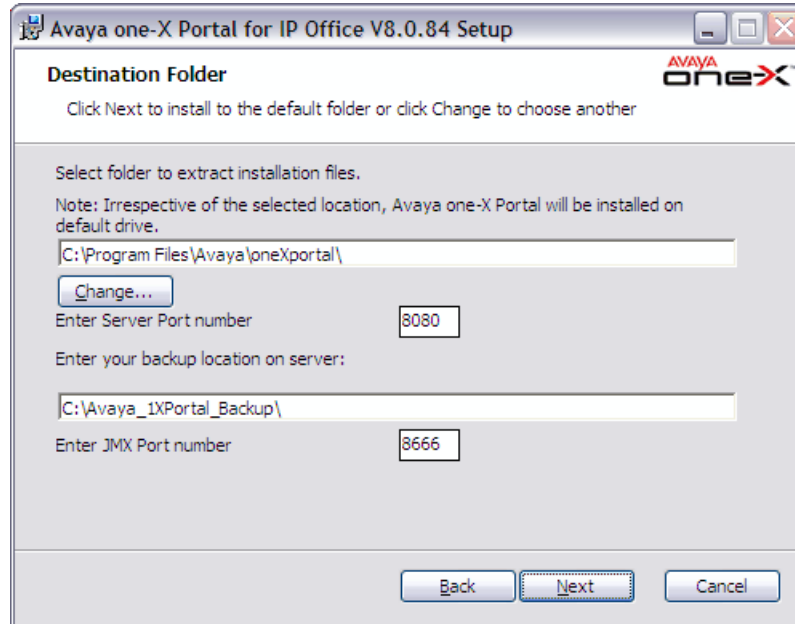 Avaya one-X Portal for IP Office V8.0.84 Setup
Destination Folder
AVAYA
one-X
Click Next to install to the default folder or click Change to choose another
Select folder to extract installation files.
Note: Irrespective of the selected location, Avaya one-X Portal will be installed on
default drive.
C:\Program Files\Avaya\oneXportal\
Change...
Enter Server Port number 8080
Enter your backup location on server:
C:\Avaya_1XPortal_Backup\
Enter JMX Port number 8666
Back Next Cancel